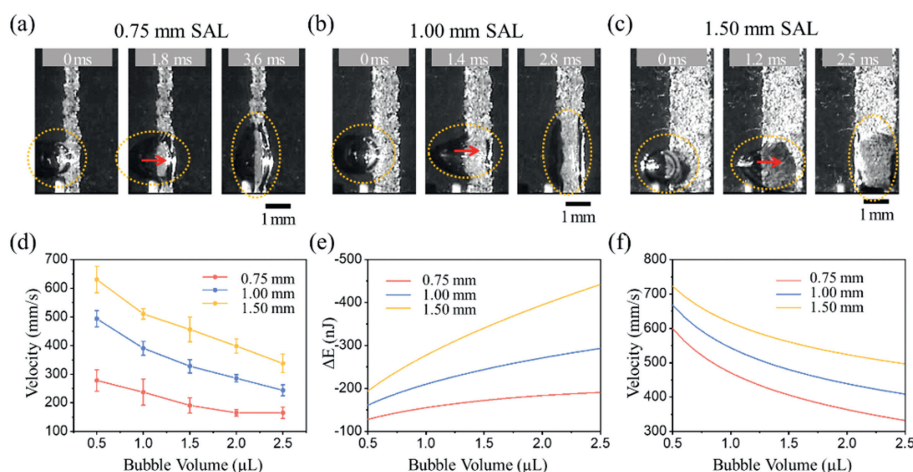 (a) 0.75 mm SAL
0 ms 1.8 ms 3.6 ms
1 mm
(b) 1.00 mm SAL
0 ms 1.4 ms 2.8 ms
1 mm
(c) 1.50 mm SAL
0 ms 1.2 ms 2.5 ms
1 mm
(d)
Velocity (mm/s)
700
600
500
400
300
200
100
0.75 mm
1.00 mm
1.50 mm
0.5 1.0 1.5 2.0 2.5
Bubble Volume (μL)
(e)
ΔE (nJ)
-500
-400
-300
-200
-100
0.75 mm
1.00 mm
1.50 mm
0.5 1.0 1.5 2.0 2.5
Bubble Volume (μL)
(f)
Velocity (mm/s)
800
700
600
500
400
300
0.75 mm
1.00 mm
1.50 mm
0.5 1.0 1.5 2.0 2.5
Bubble Volume (μL)